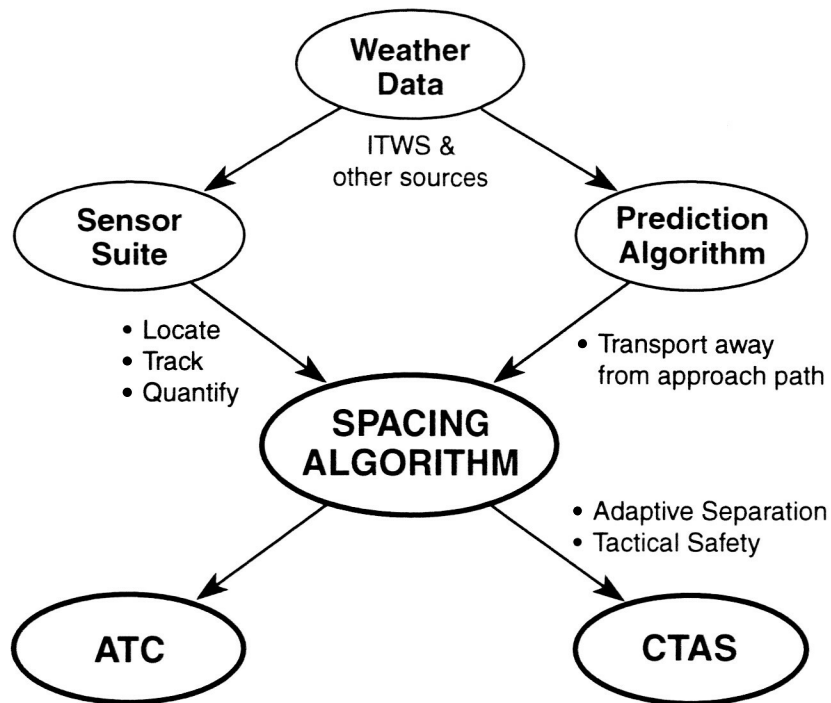 Weather
Data
ITWS &
other sources
Sensor
Suite
Prediction
Algorithm
• Locate
• Track
• Quantify
• Transport away
from approach path
SPACING
ALGORITHM
• Adaptive Separation
• Tactical Safety
ATC
CTAS